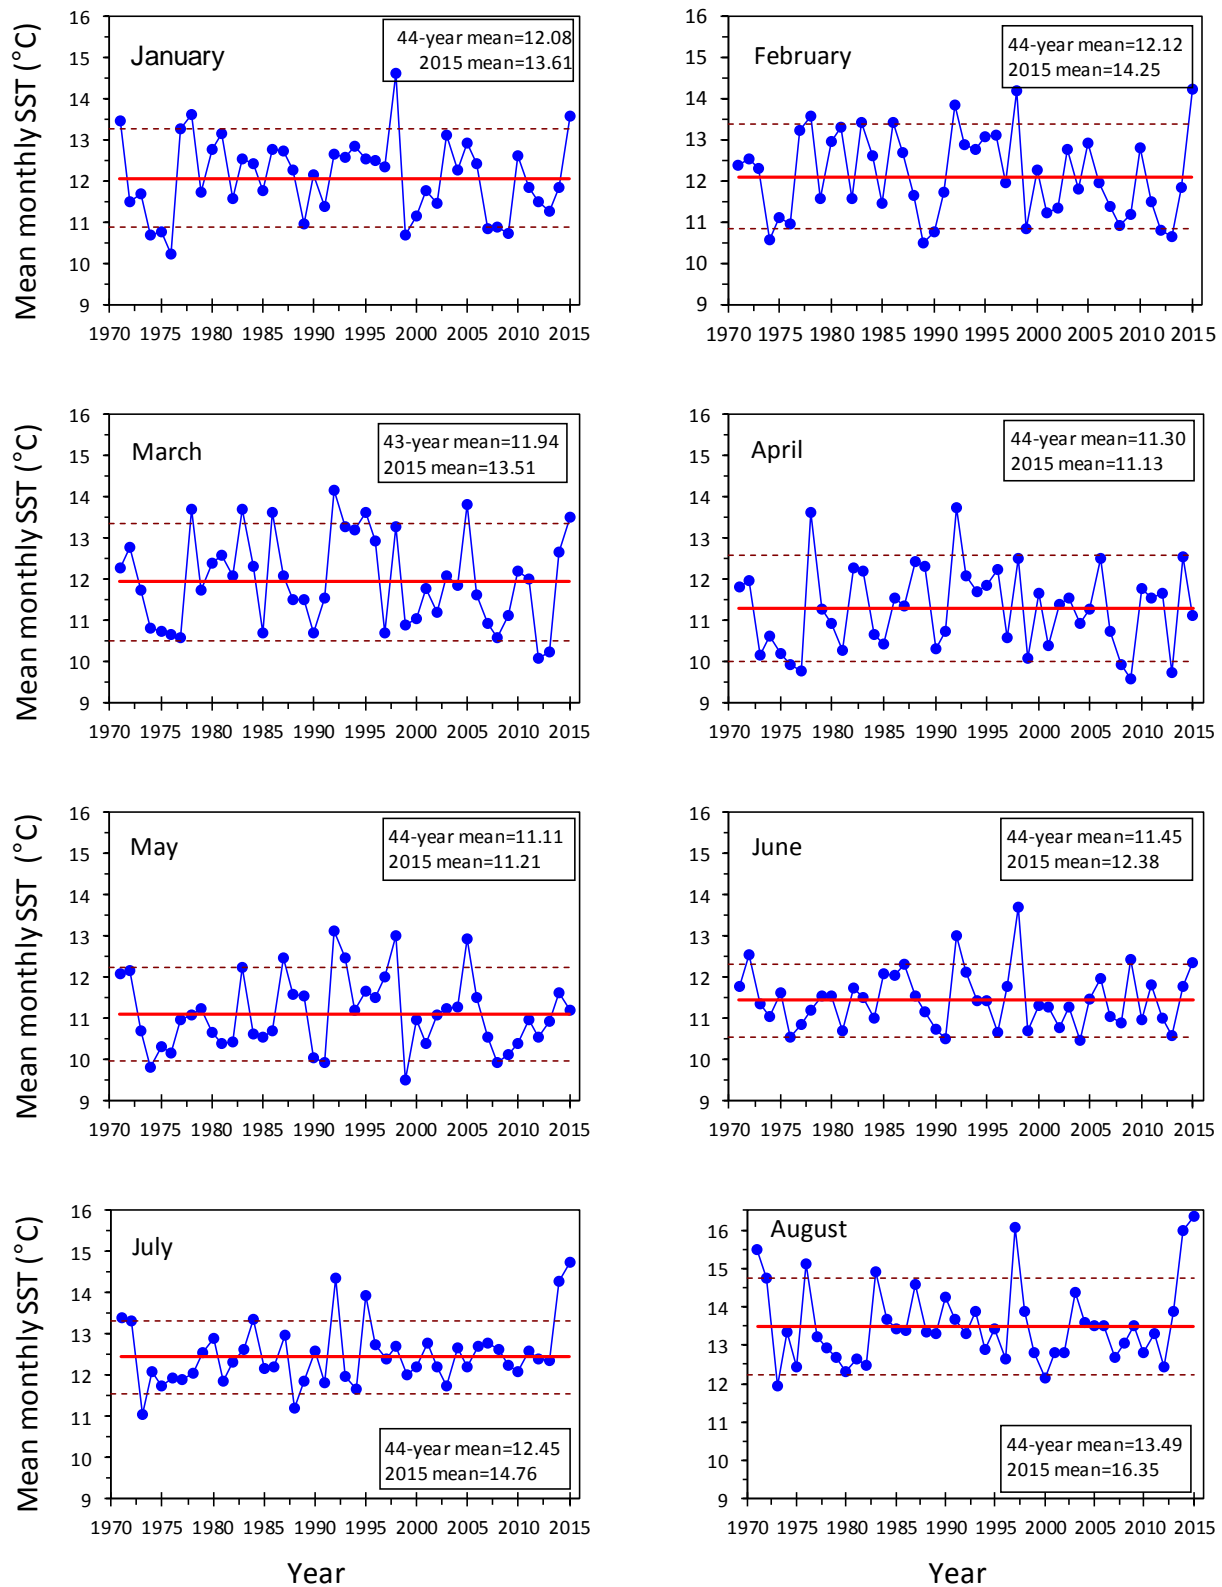 Mean monthly SST (°C)
16
15
14
13
12
11
10
9
January
44-year mean=12.08
2015 mean=13.61
1970 1975 1980 1985 1990 1995 2000 2005 2010 2015
16
15
14
13
12
11
10
9
February
44-year mean=12.12
2015 mean=14.25
1970 1975 1980 1985 1990 1995 2000 2005 2010 2015
Mean monthly SST (°C)
16
15
14
13
12
11
10
9
March
43-year mean=11.94
2015 mean=13.51
1970 1975 1980 1985 1990 1995 2000 2005 2010 2015
16
15
14
13
12
11
10
9
April
44-year mean=11.30
2015 mean=11.13
1970 1975 1980 1985 1990 1995 2000 2005 2010 2015
Mean monthly SST (°C)
16
15
14
13
12
11
10
9
May
44-year mean=11.11
2015 mean=11.21
1970 1975 1980 1985 1990 1995 2000 2005 2010 2015
16
15
14
13
12
11
10
9
June
44-year mean=11.45
2015 mean=12.38
1970 1975 1980 1985 1990 1995 2000 2005 2010 2015
Mean monthly SST (°C)
16
15
14
13
12
11
10
9
July
44-year mean=12.45
2015 mean=14.76
1970 1975 1980 1985 1990 1995 2000 2005 2010 2015
Year
16
15
14
13
12
11
10
9
August
44-year mean=13.49
2015 mean=16.35
1970 1975 1980 1985 1990 1995 2000 2005 2010 2015
Year